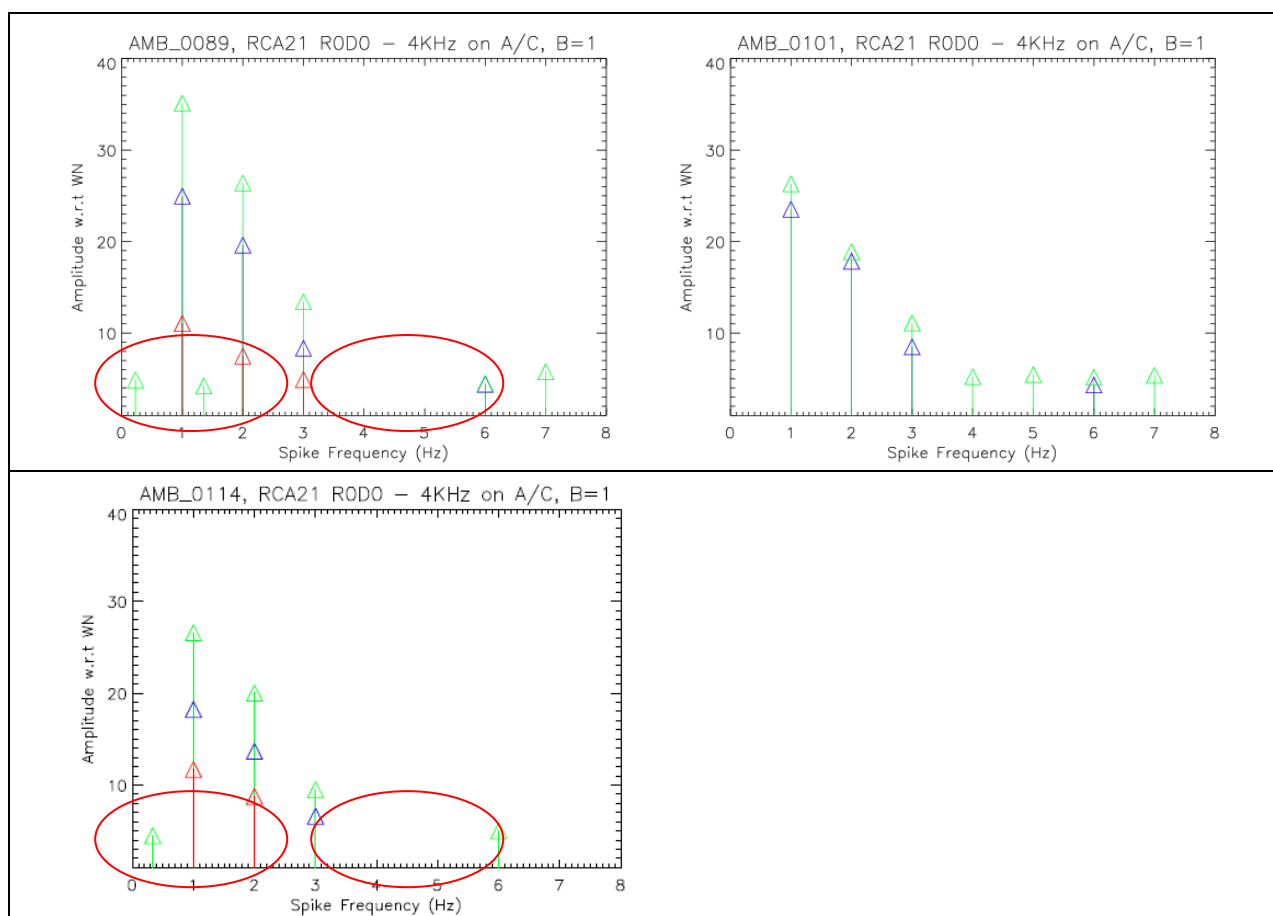 AMB_0089, RCA21 R0D0 – 4KHz on A/C, B=1
40
30
20
10
Amplitude w.r.t WN
0 1 2 3 4 5 6 7 8
Spike Frequency (Hz)
AMB_0101, RCA21 R0D0 – 4KHz on A/C, B=1
40
30
20
10
Amplitude w.r.t WN
0 1 2 3 4 5 6 7 8
Spike Frequency (Hz)
AMB_0114, RCA21 R0D0 – 4KHz on A/C, B=1
40
30
20
10
Amplitude w.r.t WN
0 1 2 3 4 5 6 7 8
Spike Frequency (Hz)